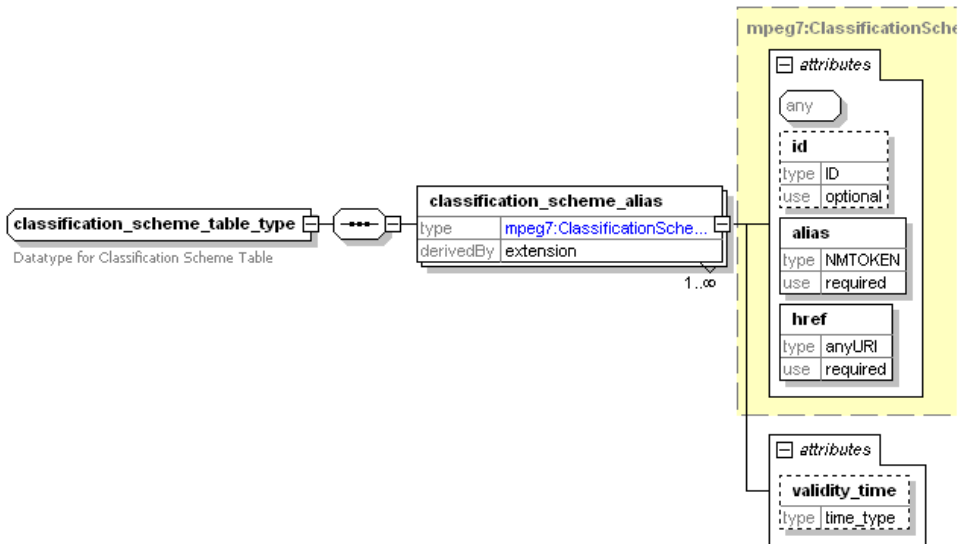 mpeg7:ClassificationSche
attributes
any
id
type ID
use optional
classification_scheme_alias
type mpeg7:ClassificationSche...
derivedBy extension
1..∞
classification_scheme_table_type
Datatype for Classification Scheme Table
alias
type NMTOKEN
use required
href
type anyURI
use required
attributes
validity_time
type time_type